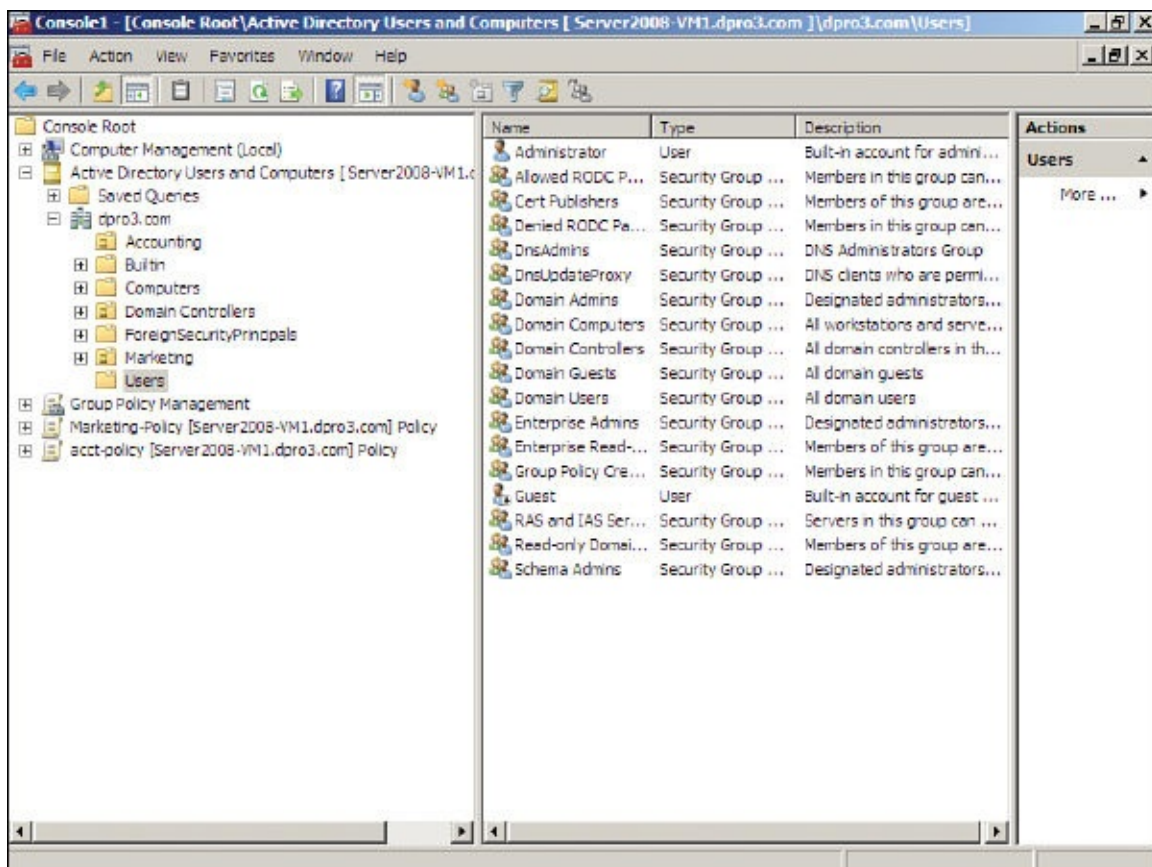 Console1 - [Console Root\Active Directory Users and Computers [ Server2008-VM1.dpro3.com ]\dpro3.com\Users]
File Action View Favorites Window Help
Console Root
Computer Management (Local)
Active Directory Users and Computers [ Server2008-VM1.c
Saved Queries
dpro3.com
Accounting
Builtin
Computers
Domain Controllers
ForeignSecurityPrincipals
Marketing
Users
Group Policy Management
Marketing-Policy [Server2008-VM1.dpro3.com] Policy
acct-policy [Server2008-VM1.dpro3.com] Policy
Name Type Description
Administrator User Built-in account for admini...
Allowed RODC P... Security Group ... Members in this group can...
Cert Publishers Security Group ... Members of this group are...
Denied RODC Pa... Security Group ... Members in this group can...
DnsAdmins Security Group ... DNS Administrators Group
DnsUpdateProxy Security Group ... DNS clients who are permi...
Domain Admins Security Group ... Designated administrators...
Domain Computers Security Group ... All workstations and serve...
Domain Controllers Security Group ... All domain controllers in th...
Domain Guests Security Group ... All domain guests
Domain Users Security Group ... All domain users
Enterprise Admins Security Group ... Designated administrators...
Enterprise Read-... Security Group ... Members of this group are...
Group Policy Cre... Security Group ... Members in this group can...
Guest User Built-in account for guest ...
RAS and IAS Ser... Security Group ... Servers in this group can ...
Read-only Domai... Security Group ... Members of this group are...
Schema Admins Security Group ... Designated administrators...
Actions
Users
More ...